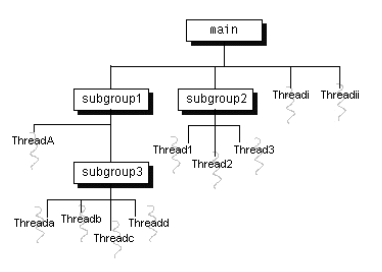 main
subgroup1
subgroup2
Threadi
Threadii
ThreadA
Thread1
Thread2
Thread3
subgroup3
Threada
Threadb
Threadc
Threadd